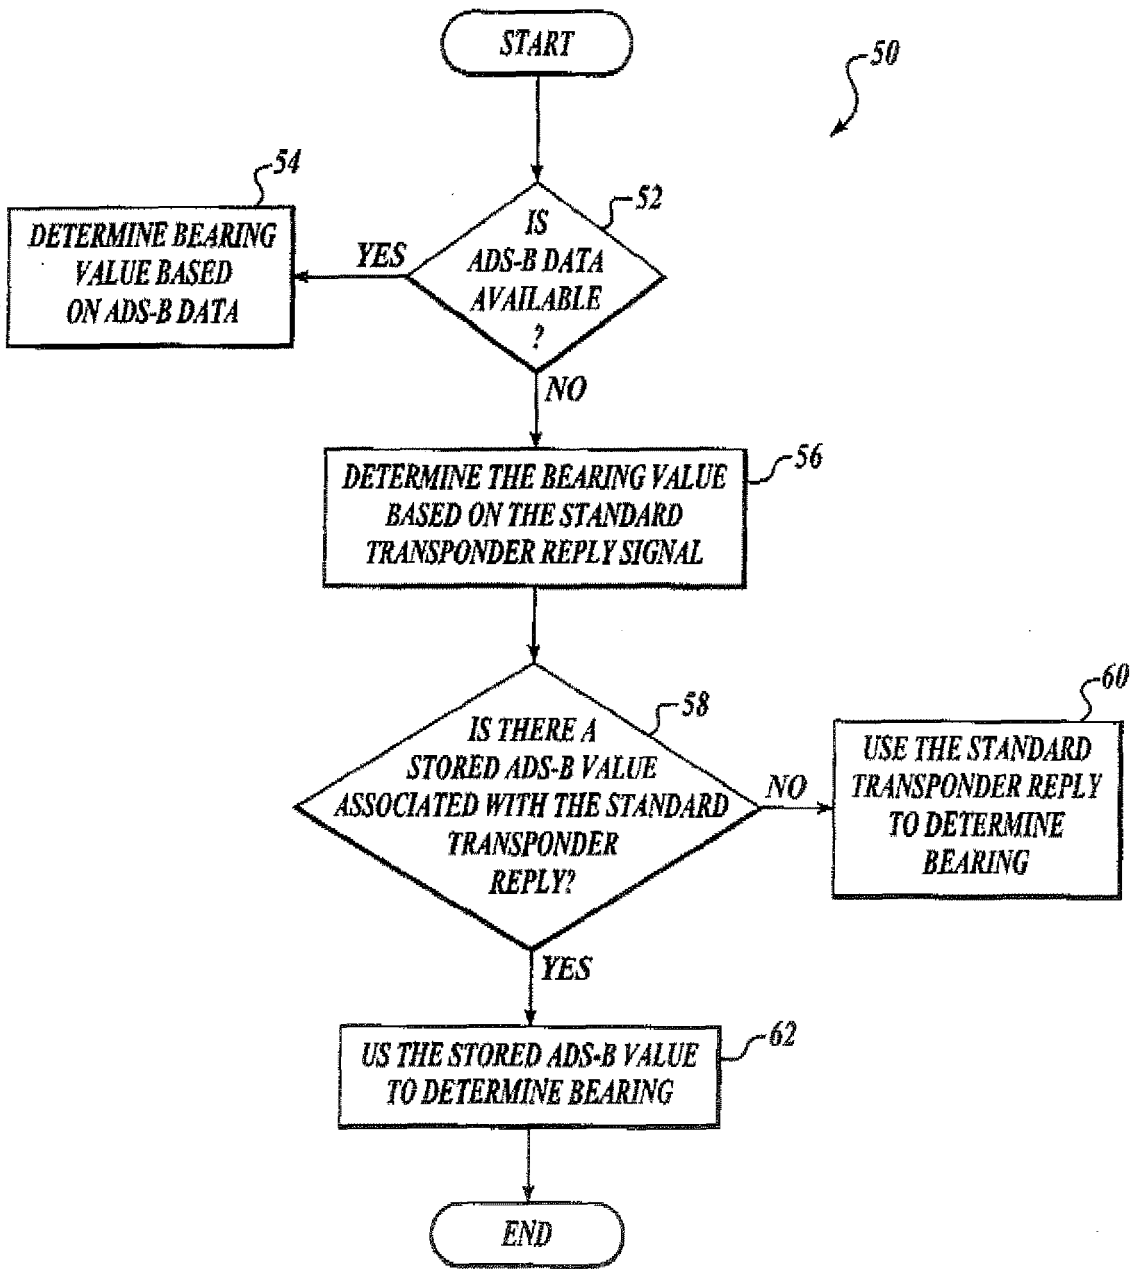 START
50
54
DETERMINE BEARING
VALUE BASED
ON ADS-B DATA
YES
52
IS
ADS-B DATA
AVAILABLE
?
NO
56
DETERMINE THE BEARING VALUE
BASED ON THE STANDARD
TRANSPONDER REPLY SIGNAL
58
IS THERE A
STORED ADS-B VALUE
ASSOCIATED WITH THE STANDARD
TRANSPONDER
REPLY?
NO
60
USE THE STANDARD
TRANSPONDER REPLY
TO DETERMINE
BEARING
YES
62
US THE STORED ADS-B VALUE
TO DETERMINE BEARING
END